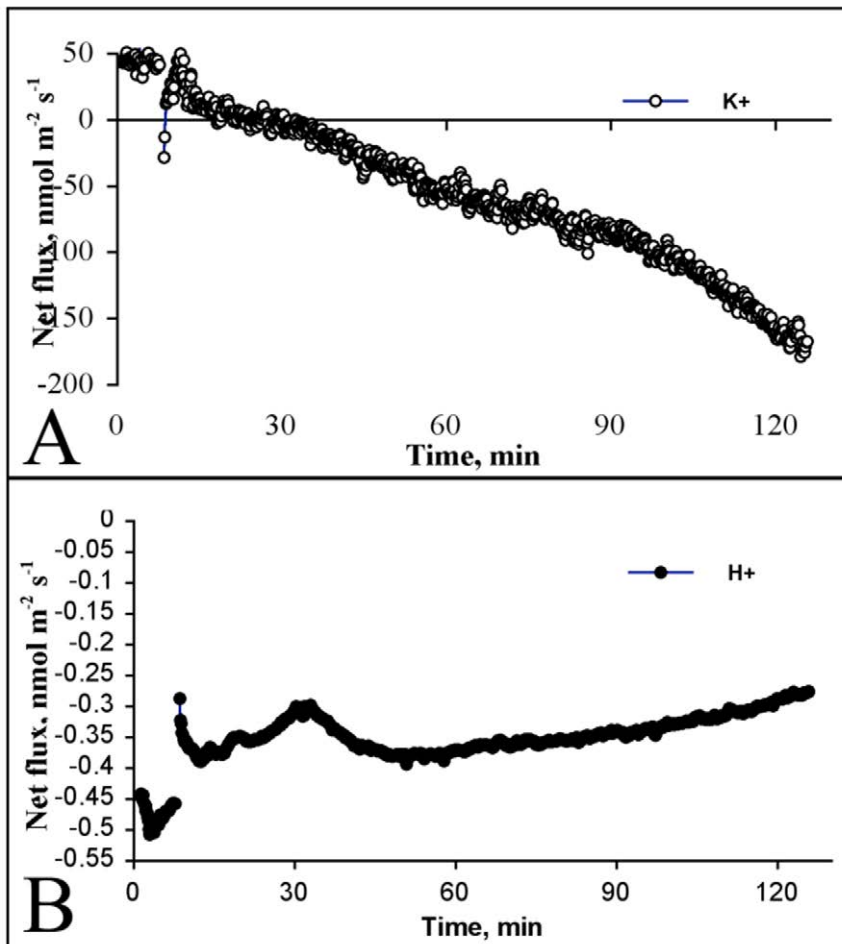 50
0
-50
-100
-150
-200
Net flux, nmol m-2 s-1
K+
0 30 60 90 120
Time, min
A
0
-0.05
-0.1
-0.15
-0.2
-0.25
-0.3
-0.35
-0.4
-0.45
-0.5
-0.55
Net flux, nmol m-2 s-1
H+
0 30 60 90 120
Time, min
B